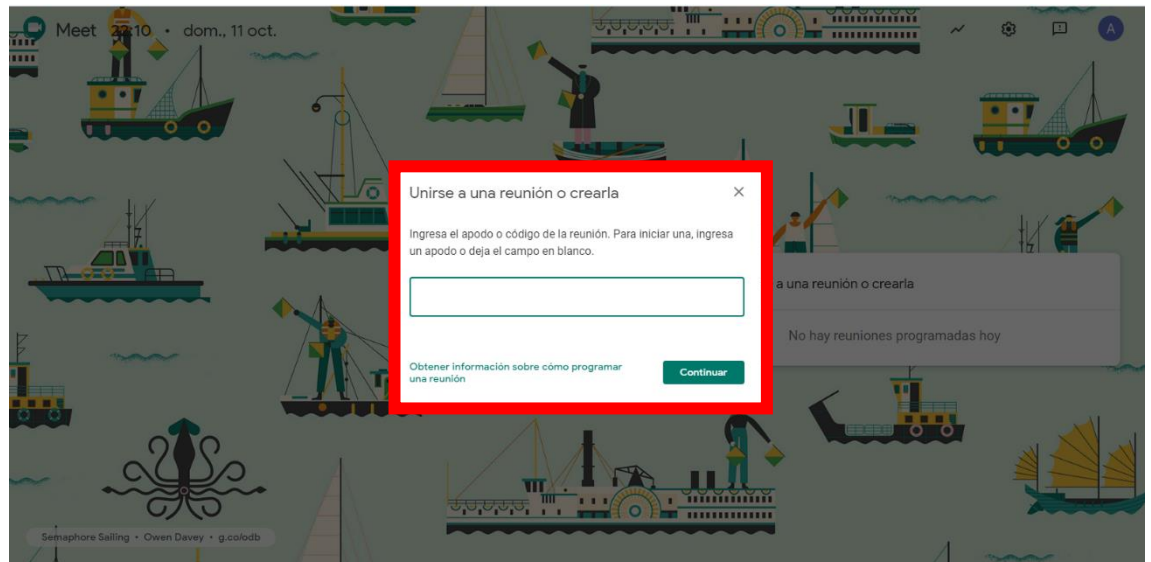 Meet 22:10 • dom., 11 oct.
A
Unirse a una reunión o crearla
Ingresa el apodo o código de la reunión. Para iniciar una, ingresa
un apodo o deja el campo en blanco.
a una reunión o crearla
No hay reuniones programadas hoy
Obtener información sobre cómo programar
una reunión
Continuar
Semaphore Sailing • Owen Davey • g.co/odb